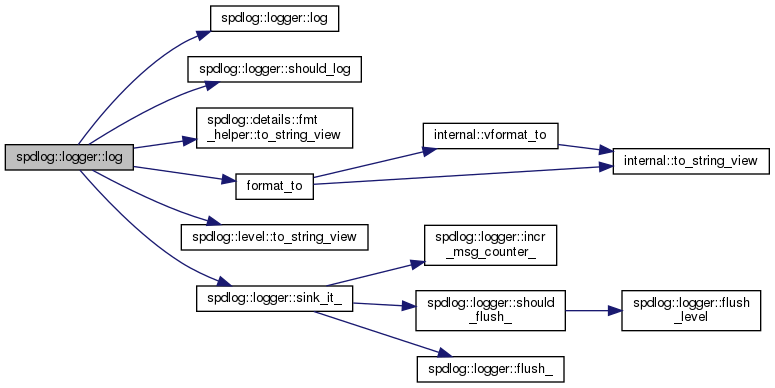 spdlog::logger::log
spdlog::logger::log
spdlog::logger::should_log
spdlog::details::fmt
_helper::to_string_view
format_to
internal::vformat_to
internal::to_string_view
spdlog::level::to_string_view
spdlog::logger::sink_it_
spdlog::logger::incr
_msg_counter_
spdlog::logger::should
_flush_
spdlog::logger::flush
_level
spdlog::logger::flush_